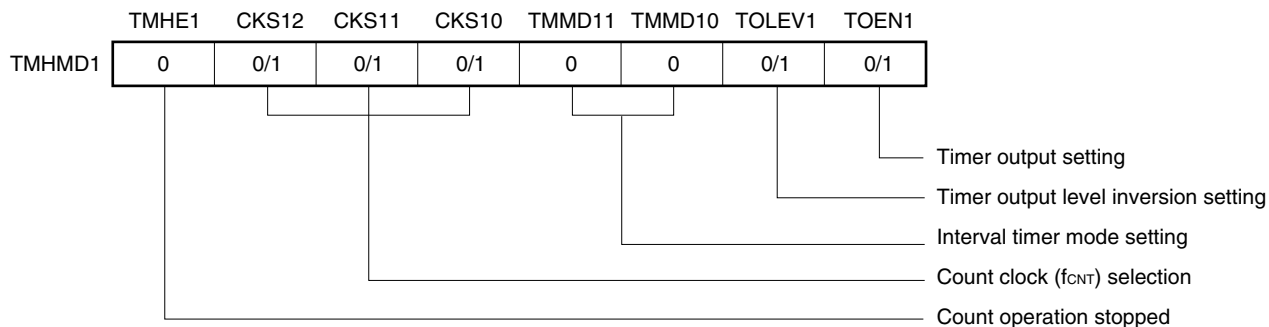 TMHE1 CKS12 CKS11 CKS10 TMMD11 TMMD10 TOLEV1 TOEN1
TMHMD1 0 0/1 0/1 0/1 0 0 0/1 0/1
Timer output setting
Timer output level inversion setting
Interval timer mode setting
Count clock (fCNT) selection
Count operation stopped